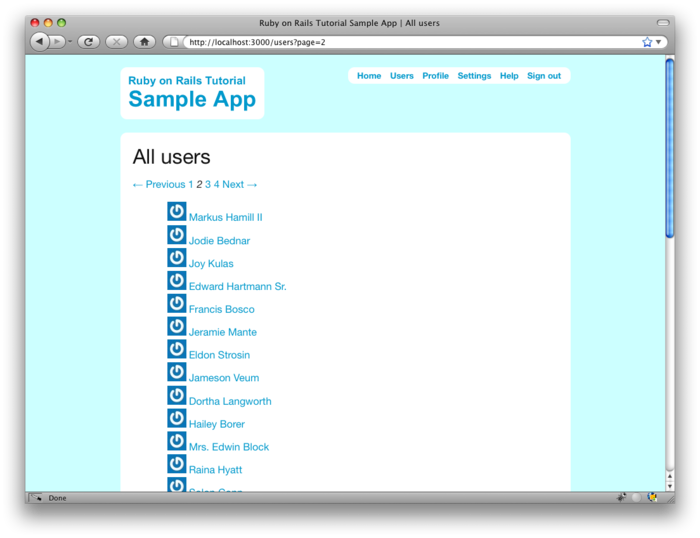 Ruby on Rails Tutorial Sample App | All users
http://localhost:3000/users?page=2
Ruby on Rails Tutorial
Sample App
Home Users Profile Settings Help Sign out
All users
← Previous 1 2 3 4 Next →
Markus Hamill II
Jodie Bednar
Joy Kulas
Edward Hartmann Sr.
Francis Bosco
Jeramie Mante
Eldon Strosin
Jameson Veum
Dortha Langworth
Hailey Borer
Mrs. Edwin Block
Raina Hyatt
Done